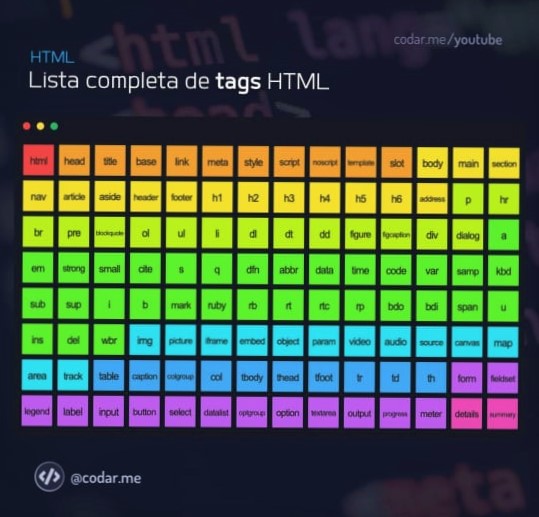 <html lang=
codar.me/youtube
HTML
Lista completa de tags HTML
<head>
html head title base link meta style script noscript template slot body main section
nav article aside header footer h1 h2 h3 h4 h5 h6 address p hr
br pre blockquote ol ul li dl dt dd figure figcaption div dialog a
em strong small cite s q dfn abbr data time code var samp kbd
sub sup i b mark ruby rb rt rtc rp bdo bdi span u
ins del wbr img picture iframe embed object param video audio source canvas map
area track table caption colgroup col tbody thead tfoot tr td th form fieldset
legend label input button select datalist optgroup option textarea output progress meter details summary
</> @codar.me
<meta